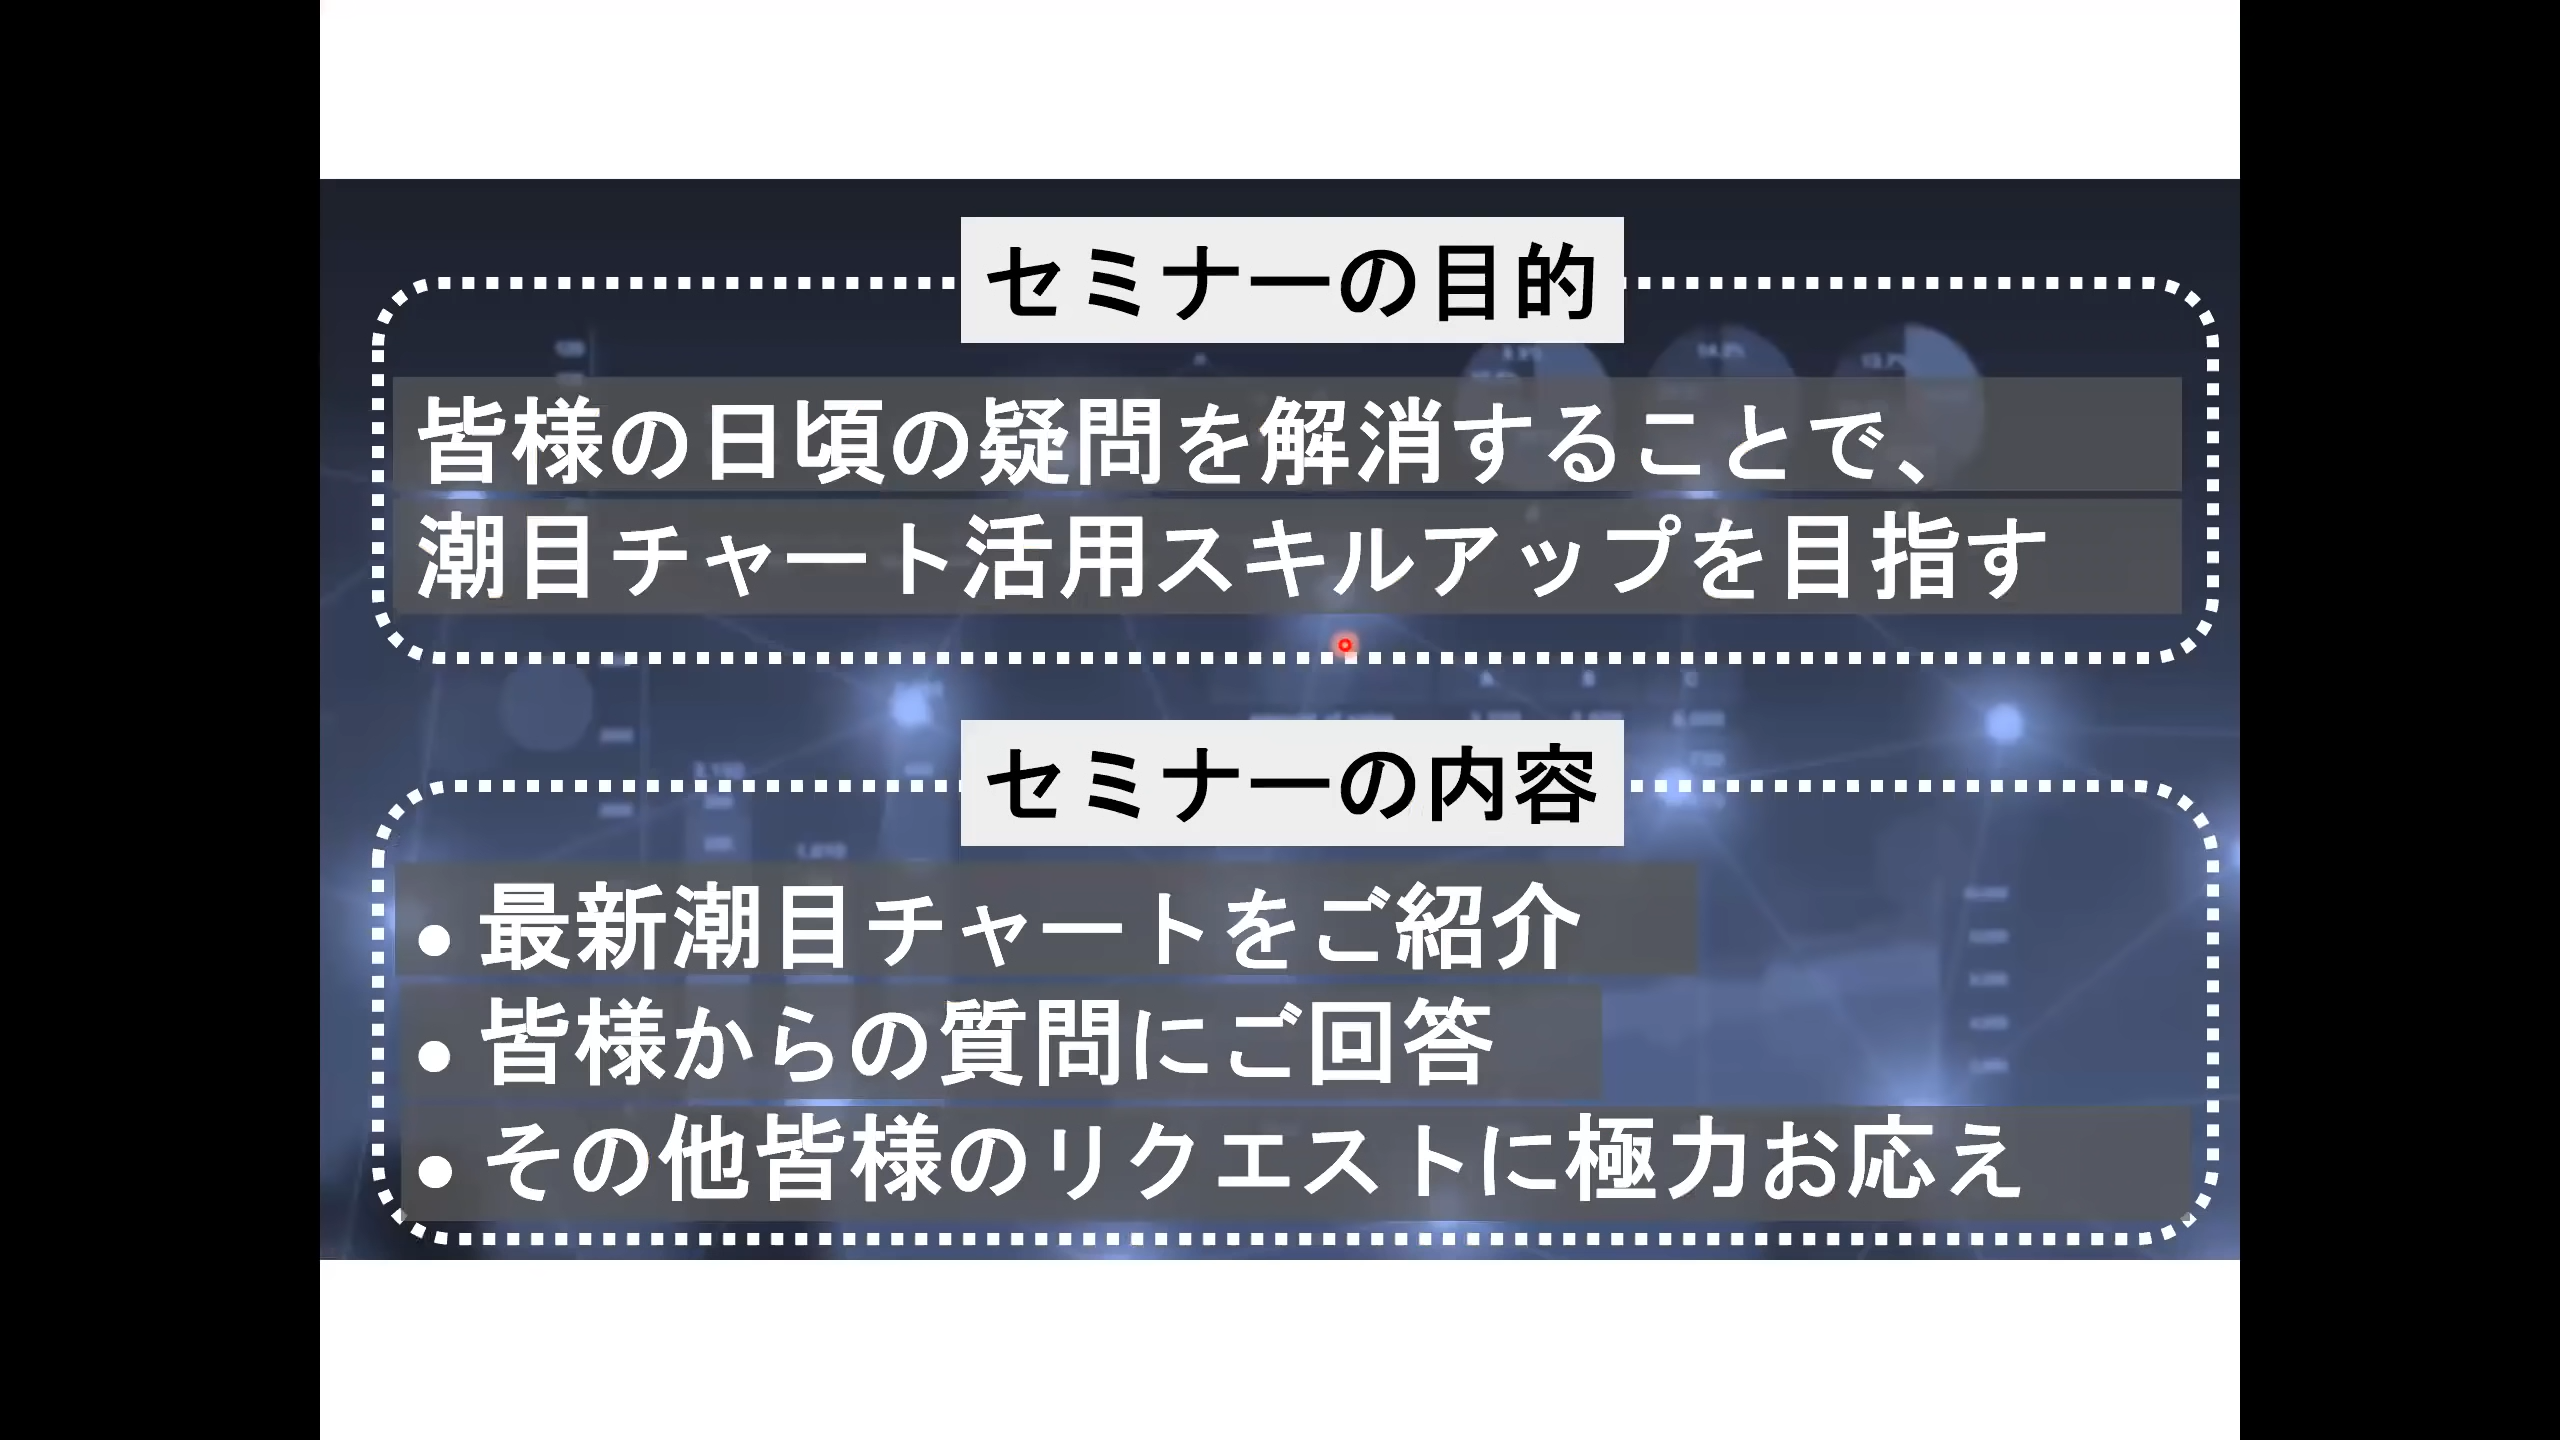 セミナーの目的
皆様の日頃の疑問を解消することで、
潮目チャート活用スキルアップを目指す
セミナーの内容
● 最新潮目チャートをご紹介
● 皆様からの質問にご回答
● その他皆様のリクエストに極力お応え